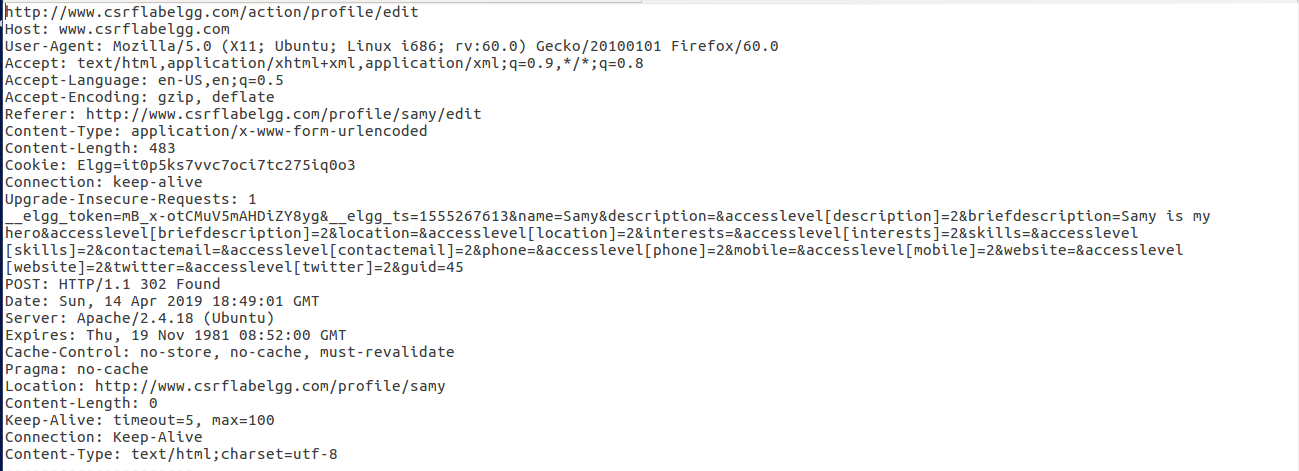 http://www.csrflabelgg.com/action/profile/edit
Host: www.csrflabelgg.com
User-Agent: Mozilla/5.0 (X11; Ubuntu; Linux i686; rv:60.0) Gecko/20100101 Firefox/60.0
Accept: text/html,application/xhtml+xml,application/xml;q=0.9,*/*;q=0.8
Accept-Language: en-US,en;q=0.5
Accept-Encoding: gzip, deflate
Referer: http://www.csrflabelgg.com/profile/samy/edit
Content-Type: application/x-www-form-urlencoded
Content-Length: 483
Cookie: Elgg=it0p5ks7vvc7oci7tc275iq0o3
Connection: keep-alive
Upgrade-Insecure-Requests: 1
__elgg_token=mB_x-otCMuV5mAHDiZY8yg&__elgg_ts=1555267613&name=Samy&description=&accesslevel[description]=2&briefdescription=Samy is my
hero&accesslevel[briefdescription]=2&location=&accesslevel[location]=2&interests=&accesslevel[interests]=2&skills=&accesslevel
[skills]=2&contactemail=&accesslevel[contactemail]=2&phone=&accesslevel[phone]=2&mobile=&accesslevel[mobile]=2&website=&accesslevel
[website]=2&twitter=&accesslevel[twitter]=2&guid=45
POST: HTTP/1.1 302 Found
Date: Sun, 14 Apr 2019 18:49:01 GMT
Server: Apache/2.4.18 (Ubuntu)
Expires: Thu, 19 Nov 1981 08:52:00 GMT
Cache-Control: no-store, no-cache, must-revalidate
Pragma: no-cache
Location: http://www.csrflabelgg.com/profile/samy
Content-Length: 0
Keep-Alive: timeout=5, max=100
Connection: Keep-Alive
Content-Type: text/html;charset=utf-8